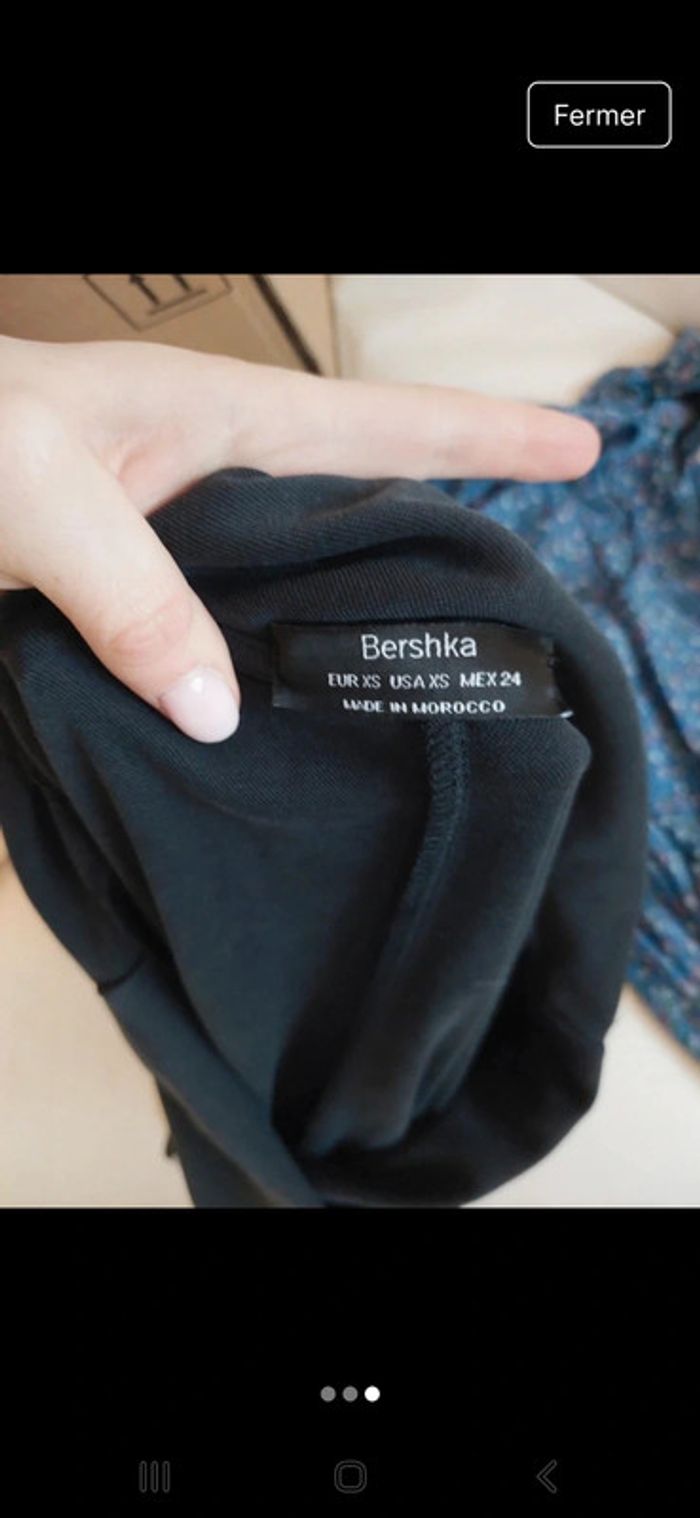 Fermer
Bershka
EUR XS USA XS MEX 24
MADE IN MOROCCO